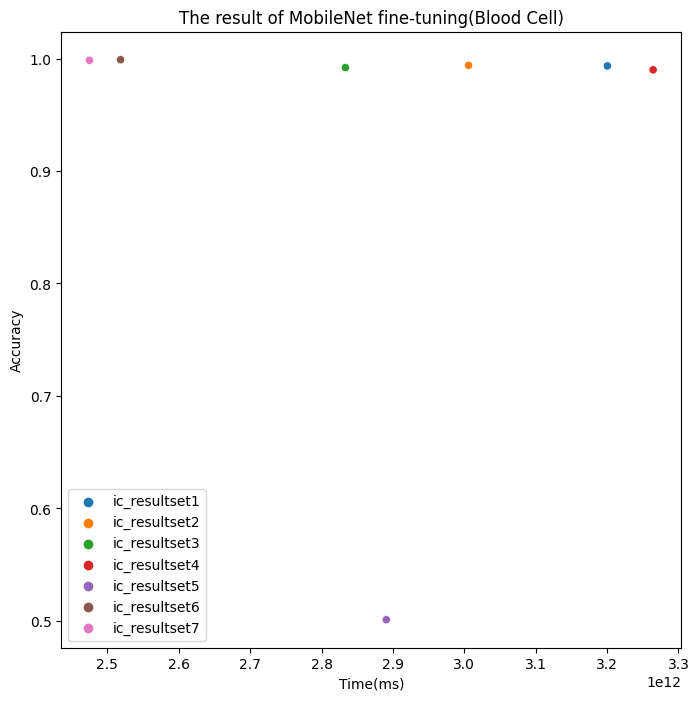 The result of MobileNet fine-tuning(Blood Cell)
1.0
0.9
0.8
0.7
0.6
0.5
Accuracy
ic_resultset1
ic_resultset2
ic_resultset3
ic_resultset4
ic_resultset5
ic_resultset6
ic_resultset7
2.5 2.6 2.7 2.8 2.9 3.0 3.1 3.2 3.3
1e12
Time(ms)